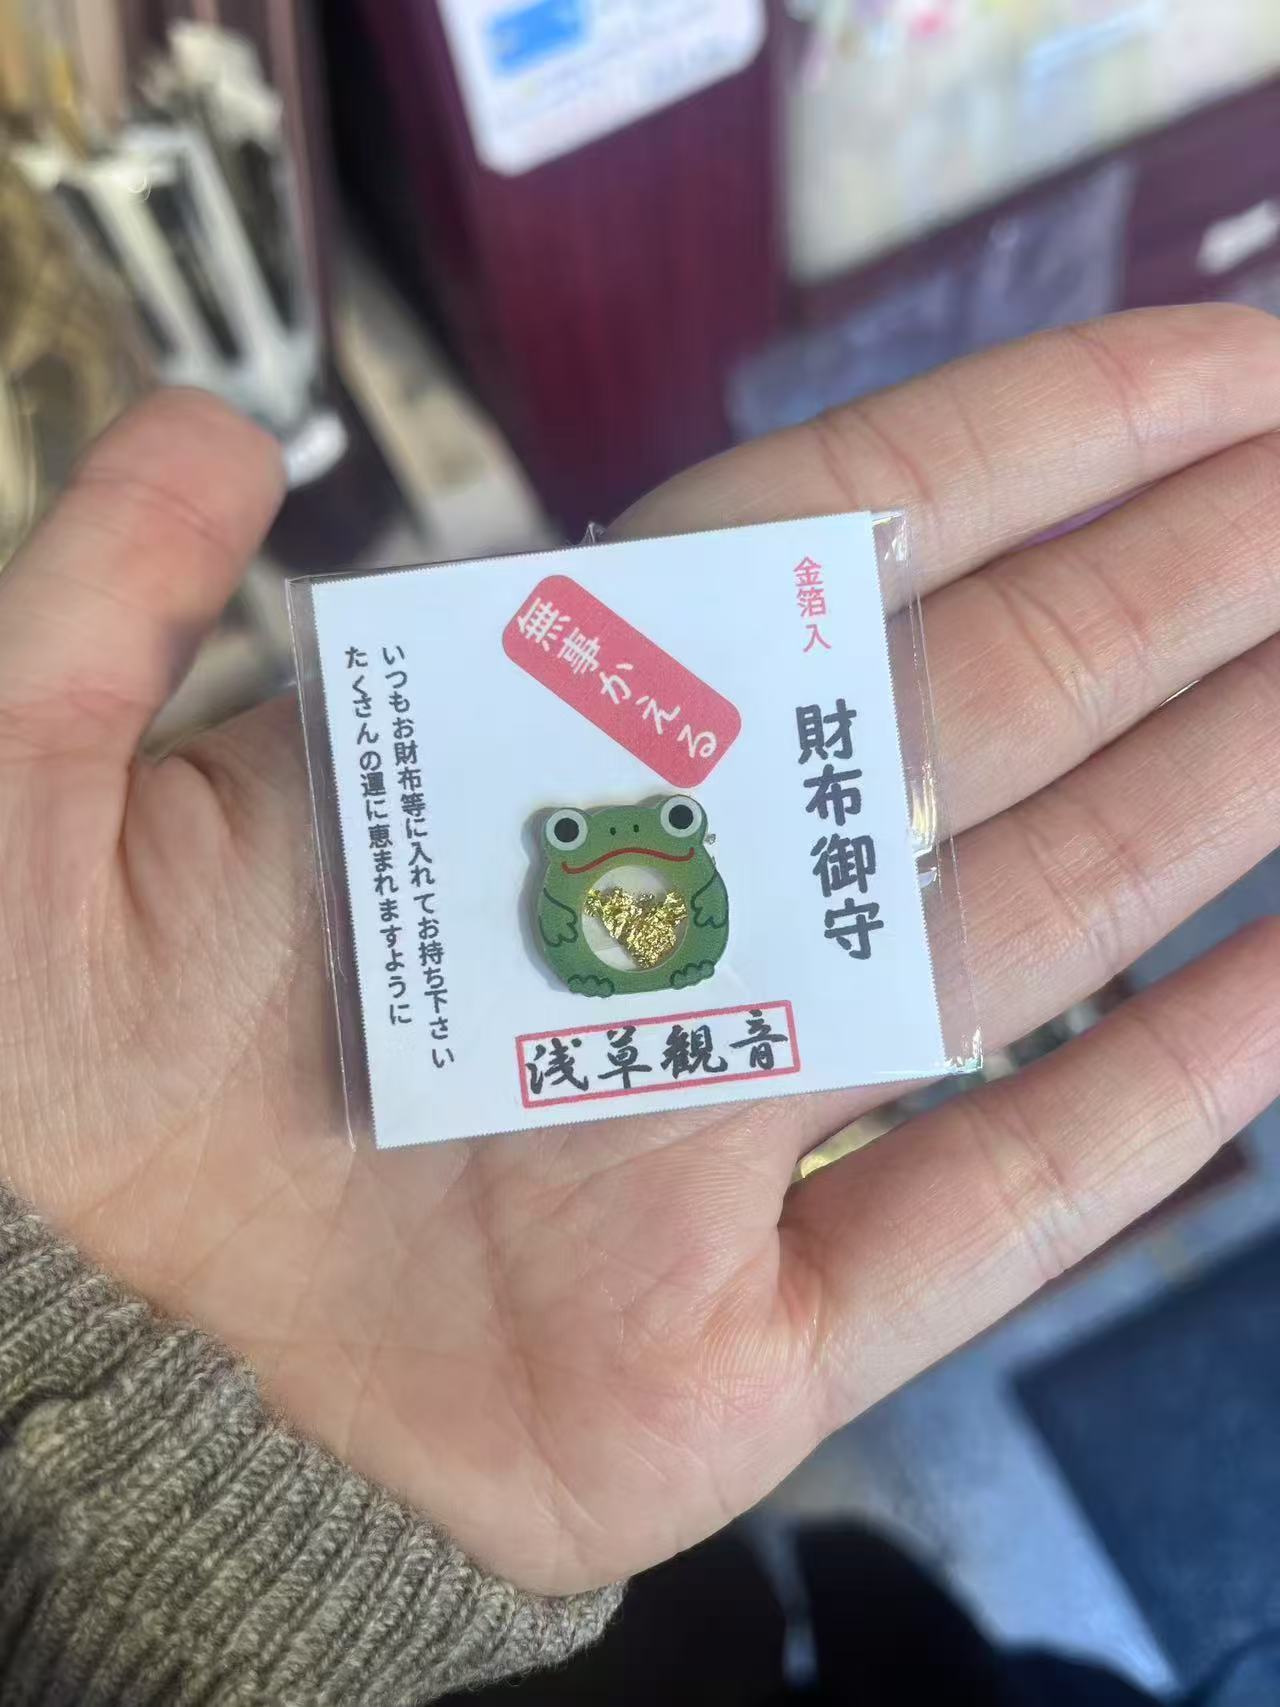 金箔入
財布御守
無事かえる
いつもお財布等に入れてお持ち下さい
たくさんの運に恵まれますように
浅草観音